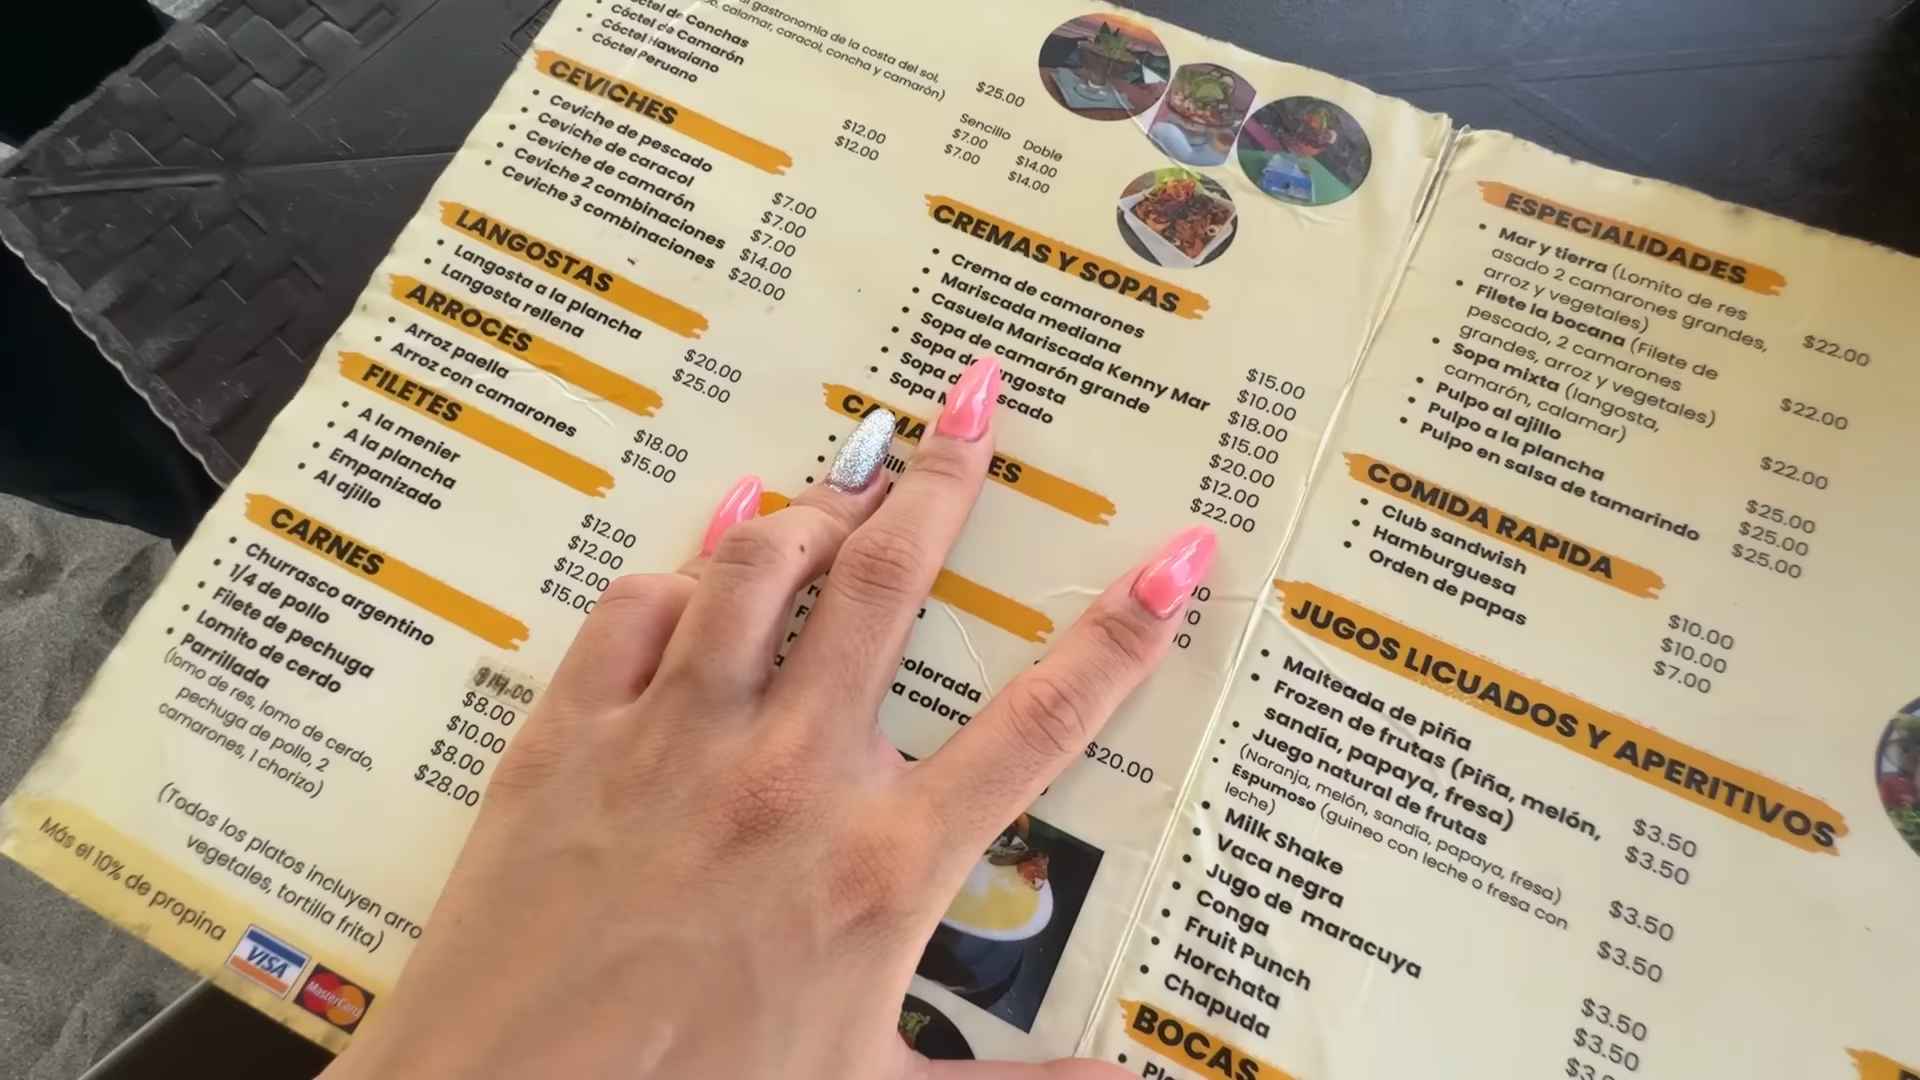 Cóctel de Conchas
Cóctel de Camarón
Cóctel Hawaiano
Cóctel Peruano
gastronomía de la costa del sol,
calamar, caracol, concha y camarón)
$25.00
Sencillo Doble
$7.00 $14.00
$7.00 $14.00
$12.00
$12.00
CEVICHES
Ceviche de pescado $7.00
Ceviche de caracol $7.00
Ceviche de camarón $7.00
Ceviche 2 combinaciones $14.00
Ceviche 3 combinaciones $20.00
LANGOSTAS
Langosta a la plancha $20.00
Langosta rellena $25.00
ARROCES
Arroz paella $18.00
Arroz con camarones $15.00
FILETES
A la menier $12.00
A la plancha $12.00
Empanizado $12.00
Al ajillo $15.00
CARNES
Churrasco argentino
1/4 de pollo $8.00
Filete de pechuga $10.00
Lomito de cerdo $8.00
Parrillada $28.00
(lomo de res, lomo de cerdo,
pechuga de pollo, 2
camarones, 1 chorizo)
(Todos los platos incluyen
vegetales, tortilla frita)
Más el 10% de propina
VISA
MasterCard
CREMAS Y SOPAS
Crema de camarones $15.00
Mariscada mediana $10.00
Casuela Mariscada Kenny Mar $18.00
Sopa de camarón grande $15.00
Sopa $20.00
Sopa $12.00
Sopa $22.00
$20.00
ESPECIALIDADES
Mar y tierra (Lomito de res
asado 2 camarones grandes,
arroz y vegetales) $22.00
Filete la bocana (Filete de
pescado, 2 camarones
grandes, arroz y vegetales) $22.00
Sopa mixta (langosta,
camarón, calamar) $22.00
Pulpo al ajillo $25.00
Pulpo a la plancha $25.00
Pulpo en salsa de tamarindo $25.00
COMIDA RAPIDA
Club sandwish $10.00
Hamburguesa $10.00
Orden de papas $7.00
JUGOS LICUADOS Y APERITIVOS
Malteada de piña $3.50
Frozen de frutas (Piña, melón, $3.50
sandía, papaya, fresa)
Juego natural de frutas $3.50
(Naranja, melón, sandía, papaya, fresa)
Espumoso (guineo con leche o fresa con $3.50
leche)
Milk Shake $3.50
Vaca negra $3.50
Jugo de maracuya
Conga
Fruit Punch
Horchata
Chapuda
BOCAS